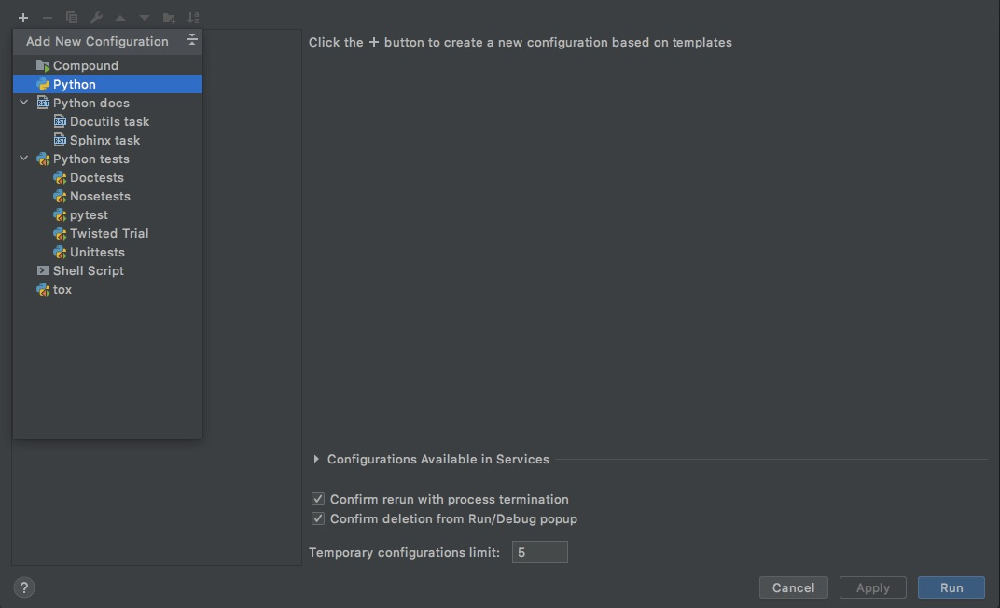 Add New Configuration
Click the + button to create a new configuration based on templates
Compound
Python
Python docs
Docutils task
Sphinx task
Python tests
Doctests
Nosetests
pytest
Twisted Trial
Unittests
Shell Script
tox
Configurations Available in Services
Confirm rerun with process termination
Confirm deletion from Run/Debug popup
Temporary configurations limit: 5
? Cancel Apply Run